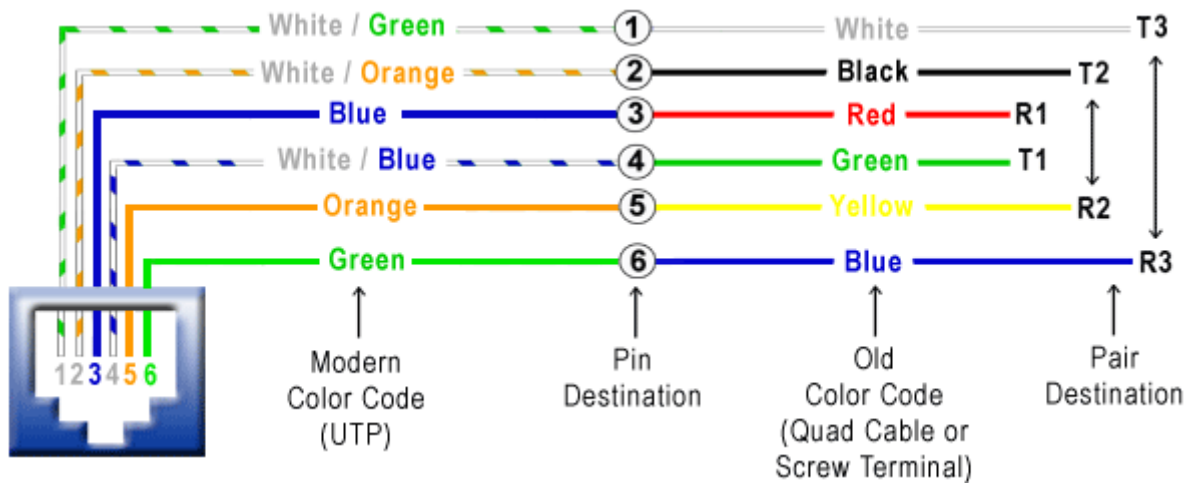 White / Green 1 White T3
White / Orange 2 Black T2
Blue 3 Red R1
White / Blue 4 Green T1
Orange 5 Yellow R2
Green 6 Blue R3
1 2 3 4 5 6
Modern
Color Code
(UTP)
Pin
Destination
Old
Color Code
(Quad Cable or
Screw Terminal)
Pair
Destination